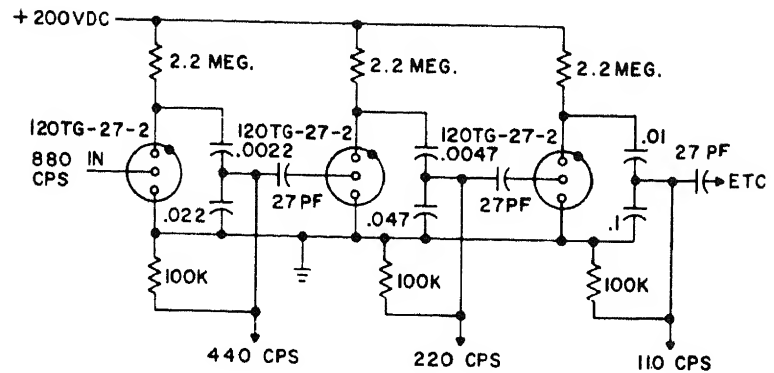 +200VDC
2.2 MEG.
2.2 MEG.
2.2 MEG.
120TG-27-2
120TG-27-2
120TG-27-2
880 IN
CPS
.0022
.0047
.01
27 PF
ETC
27PF
27PF
.022
.047
.1
100K
100K
100K
440 CPS
220 CPS
110 CPS